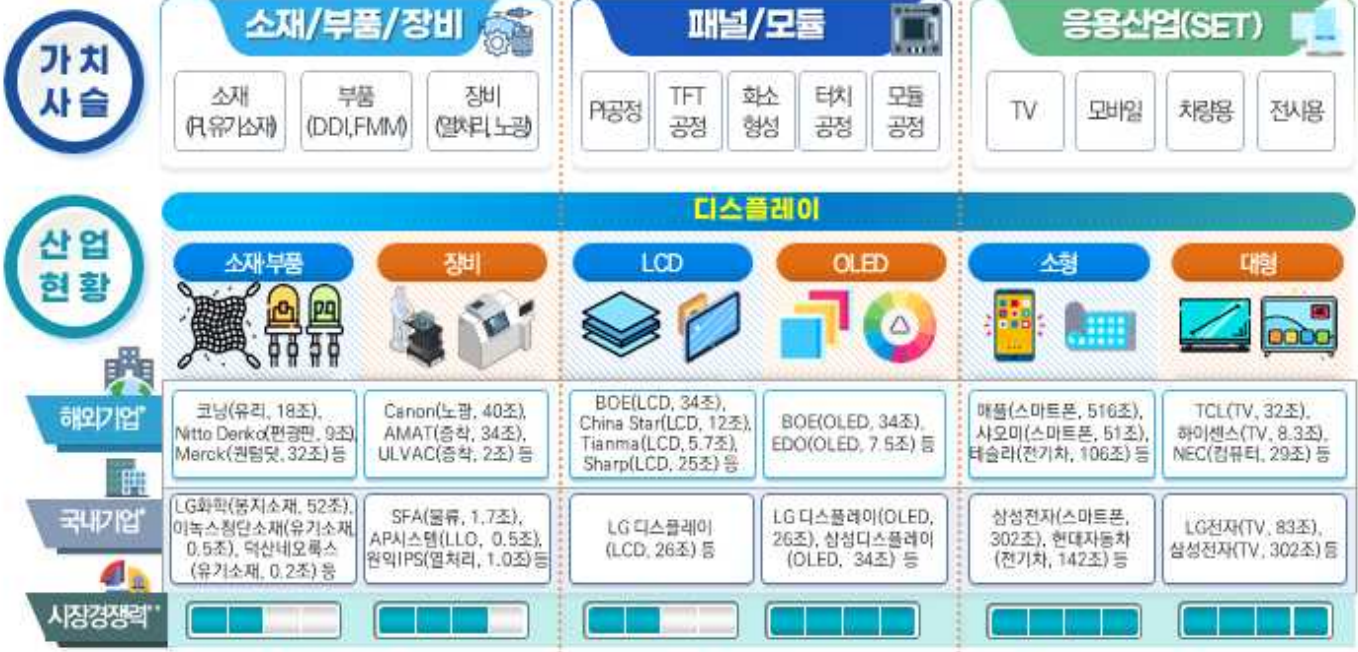 가 치
사 슬
소재/부품/장비
패널/모듈
응용산업(SET)
소재
(PI,유기소재)
부품
(DDI,FMM)
장비
(열처리, 노광)
PI공정
TFT
공정
화소
형성
터치
공정
모듈
공정
TV
모바일
차량용
전시용
산 업
현 황
디스플레이
소재·부품
장비
LCD
OLED
소형
대형
해외기업*
코닝(유리, 18조),
Nitto Denko(편광판, 9조)
Merck(퀀텀닷, 32조) 등
Canon(노광, 40조),
AMAT(증착, 34조),
ULVAC(증착, 2조) 등
BOE(LCD, 34조),
China Star(LCD, 12조),
Tianma(LCD, 5.7조),
Sharp(LCD, 25조) 등
BOE(OLED, 34조),
EDO(OLED, 7.5조) 등
애플(스마트폰, 516조),
샤오미(스마트폰, 51조),
테슬라(전기차, 106조) 등
TCL(TV, 32조),
하이센스(TV, 8.3조),
NEC(컴퓨터, 29조) 등
국내기업*
LG화학(봉지소재, 52조),
이녹스첨단소재(유기소재,
0.5조), 덕산네오룩스
(유기소재, 0.2조) 등
SFA(물류, 1.7조),
AP시스템(LLO, 0.5조),
원익IPS(열처리, 1.0조)등
LG 디스플레이
(LCD, 26조) 등
LG 디스플레이(OLED,
26조), 삼성디스플레이
(OLED, 34조) 등
삼성전자(스마트폰,
302조), 현대자동차
(전기차, 142조) 등
LG전자(TV, 83조),
삼성전자(TV, 302조)등
시장경쟁력**